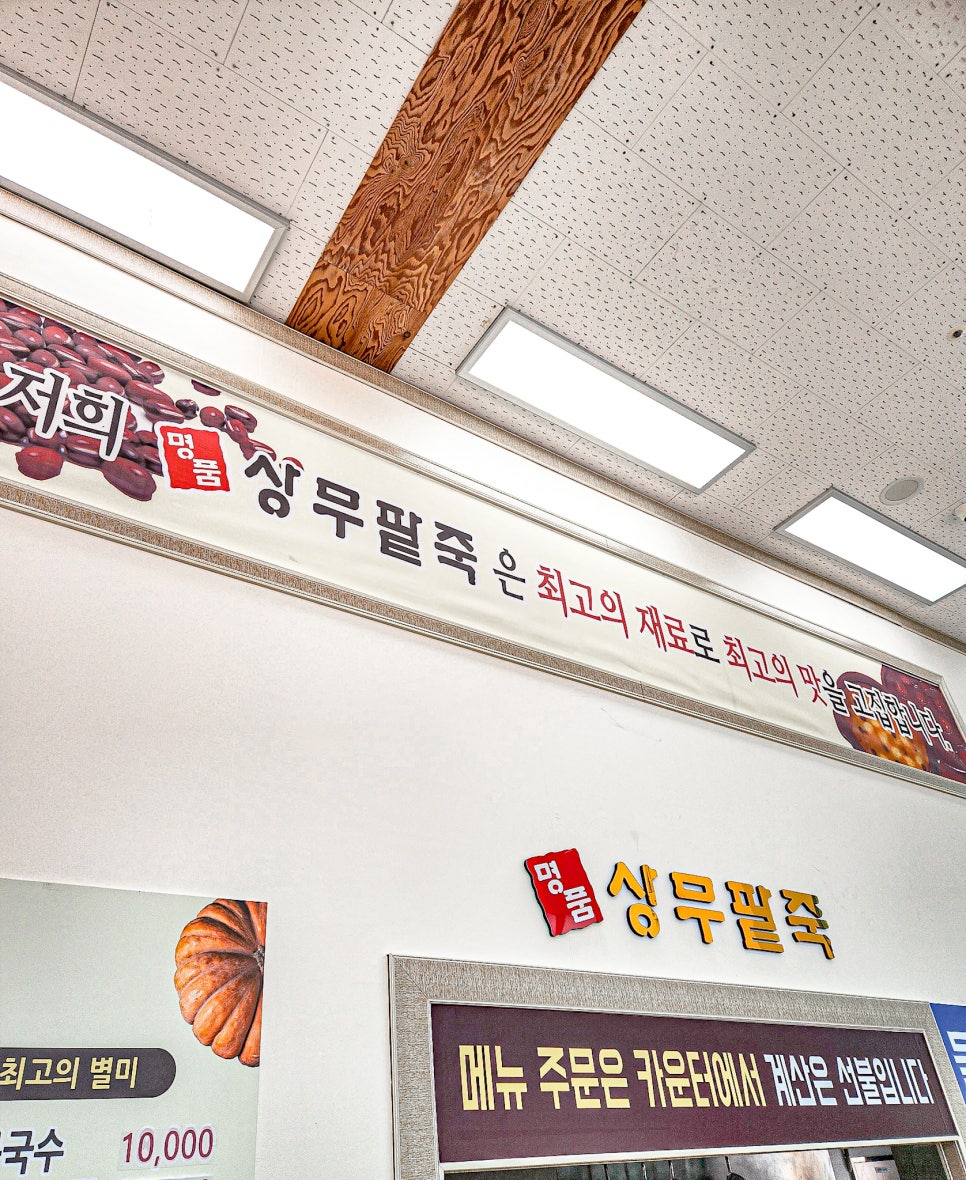 저희 명품 상무팥죽은 최고의 재료로 최고의 맛을 고집합니다.
명품 상무팥죽
메뉴 주문은 카운터에서 계산은 선불입니다
최고의 별미
국수 10,000